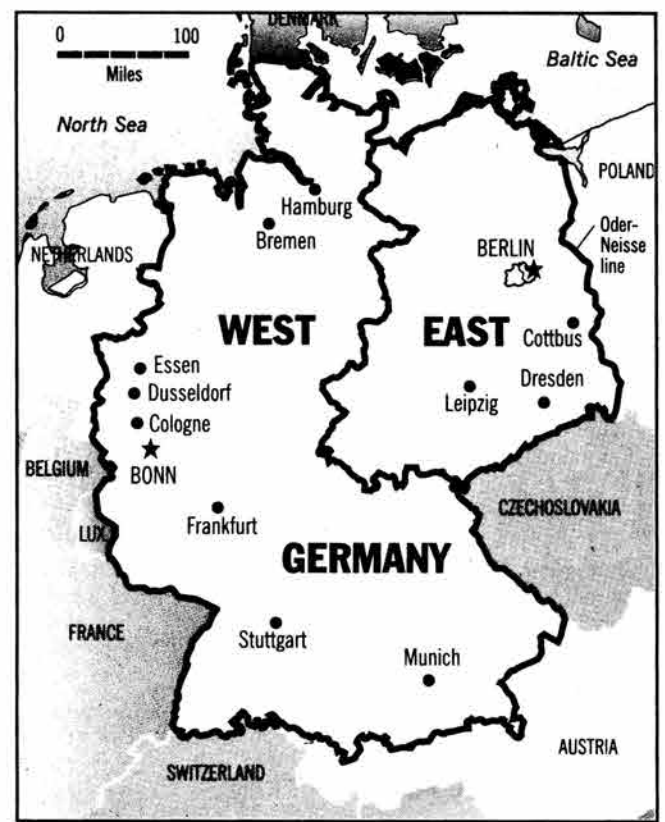 DENMARK
0 100
Miles
Baltic Sea
North Sea
POLAND
Hamburg
Bremen
Oder-
Neisse
line
NETHERLANDS
BERLIN
WEST
EAST
Cottbus
Essen
Dusseldorf
Dresden
Leipzig
Cologne
BELGIUM
BONN
CZECHOSLOVAKIA
Frankfurt
LUX.
GERMANY
FRANCE
Stuttgart
Munich
AUSTRIA
SWITZERLAND